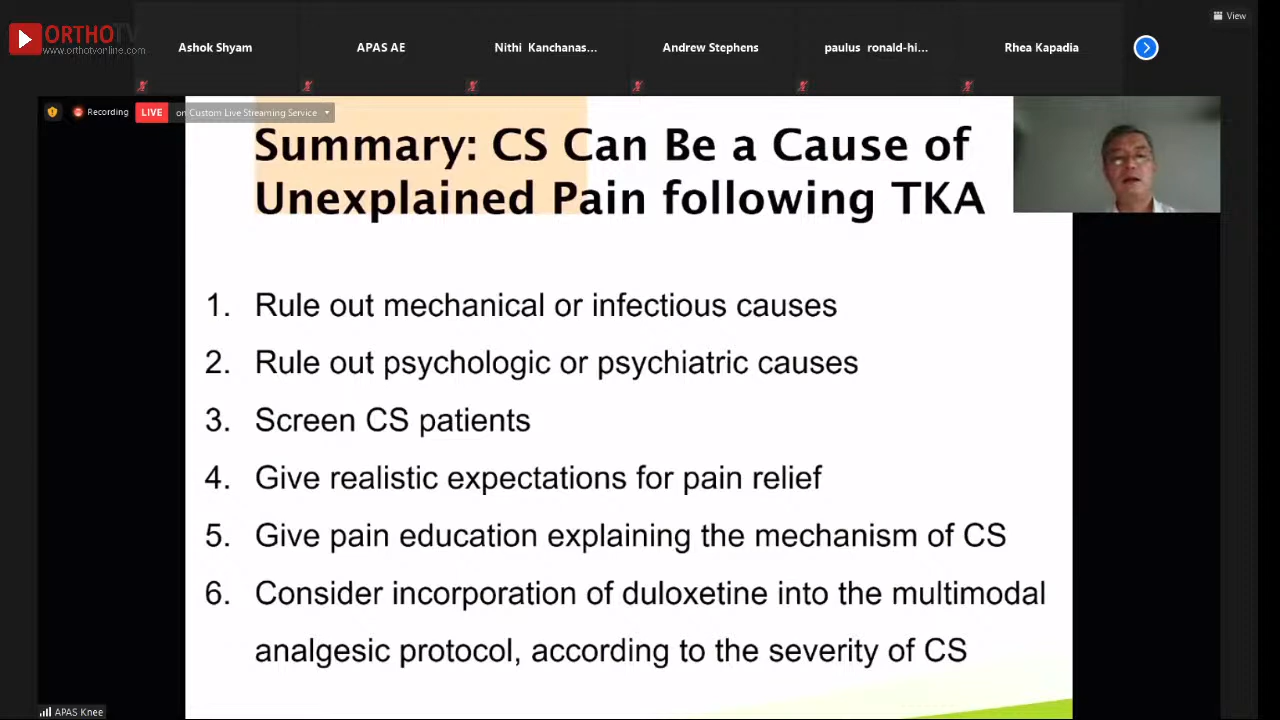 ORTHOTV
www.orthotvonline.com
Ashok Shyam
APAS AE
Nithi Kanchanas...
Andrew Stephens
paulus ronald-hi...
Rhea Kapadia
View
Recording
LIVE
on Custom Live Streaming Service
Summary: CS Can Be a Cause of
Unexplained Pain following TKA
1. Rule out mechanical or infectious causes
2. Rule out psychologic or psychiatric causes
3. Screen CS patients
4. Give realistic expectations for pain relief
5. Give pain education explaining the mechanism of CS
6. Consider incorporation of duloxetine into the multimodal
analgesic protocol, according to the severity of CS
APAS Knee